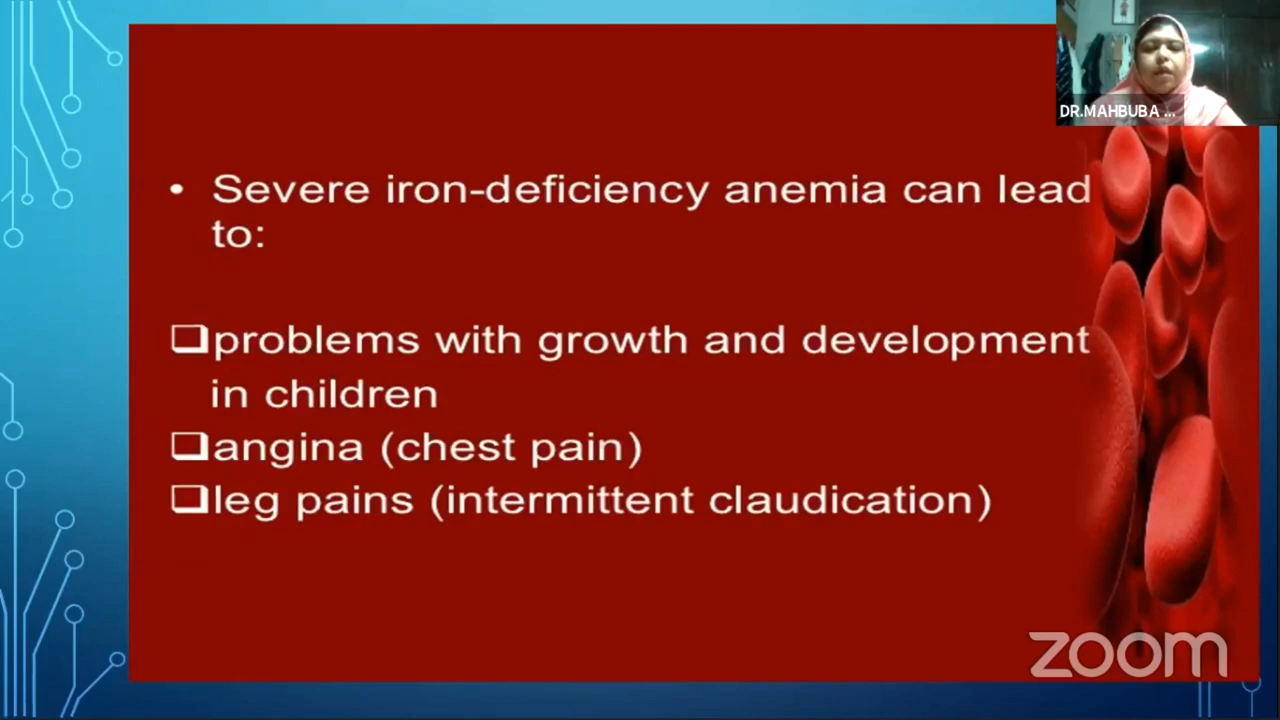 DR.MAHBUBA ...
• Severe iron-deficiency anemia can lead
to:
❑problems with growth and development
in children
❑angina (chest pain)
❑leg pains (intermittent claudication)
zoom